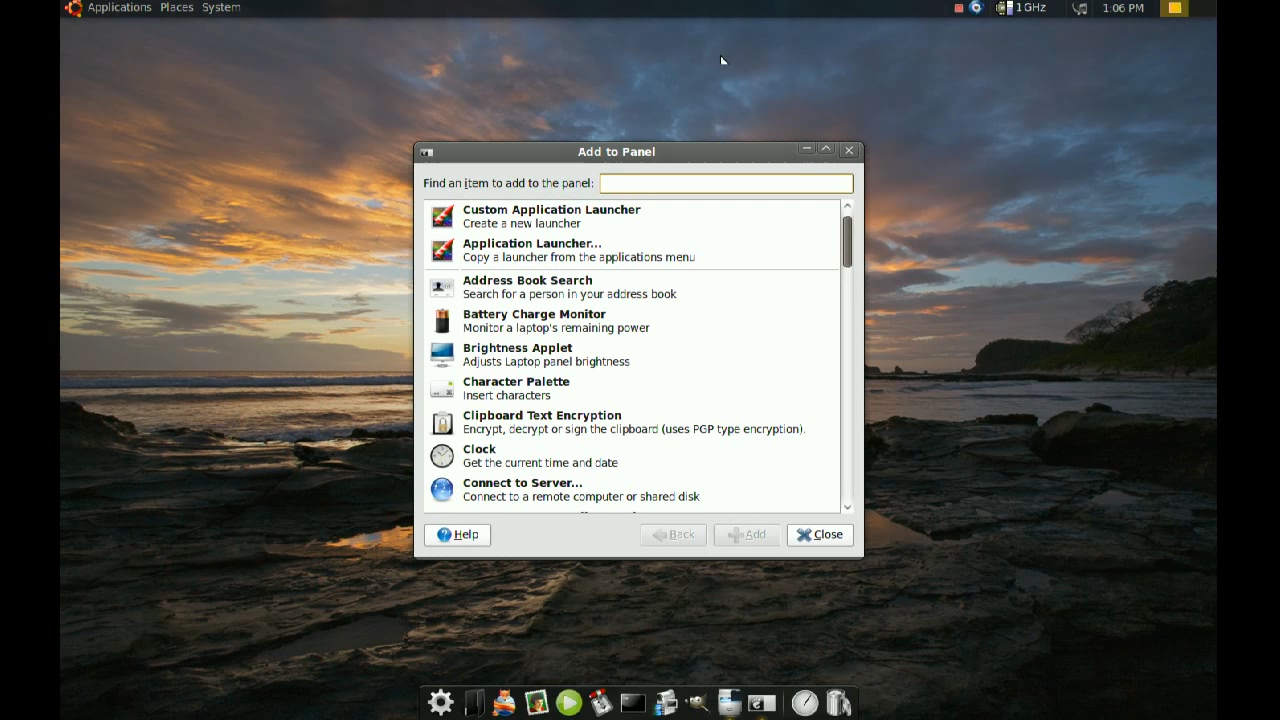 Applications Places System
1 GHz
1:06 PM
Add to Panel
Find an item to add to the panel:
Custom Application Launcher
Create a new launcher
Application Launcher...
Copy a launcher from the applications menu
Address Book Search
Search for a person in your address book
Battery Charge Monitor
Monitor a laptop's remaining power
Brightness Applet
Adjusts Laptop panel brightness
Character Palette
Insert characters
Clipboard Text Encryption
Encrypt, decrypt or sign the clipboard (uses PGP type encryption).
Clock
Get the current time and date
Connect to Server...
Connect to a remote computer or shared disk
Help
Back
Add
Close